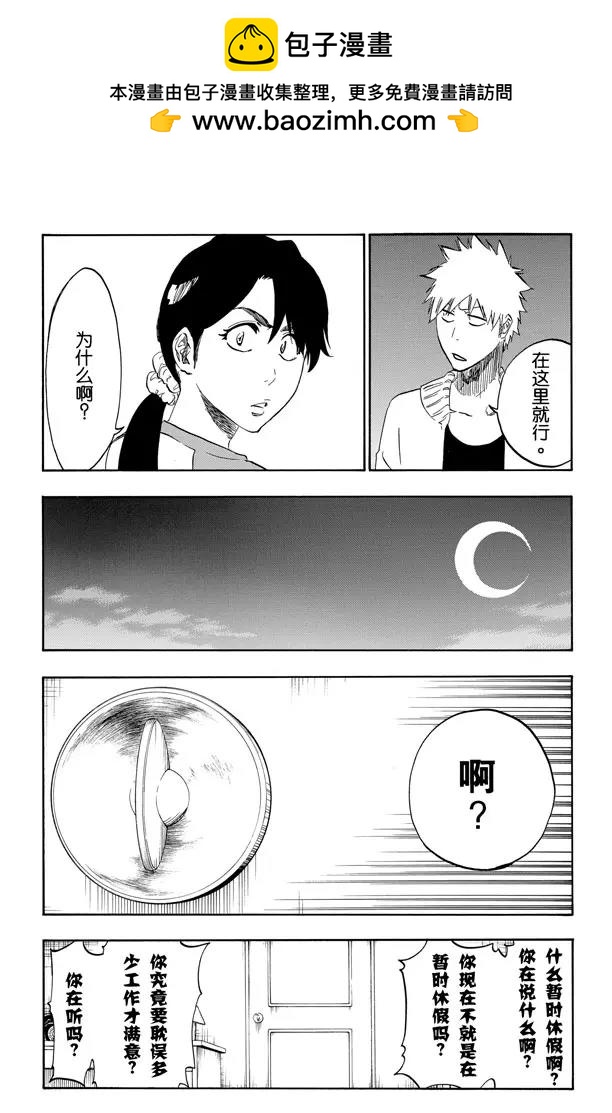 包子漫畫
本漫畫由包子漫畫收集整理，更多免費漫畫請訪問
www.baozimh.com
在这里就行。
为什么啊？
啊？
什么暂时休假啊？
你在说什么啊？
你现在不就是在
暂时休假吗？
你究竟要耽误多
少工作才满意？
你在听吗？